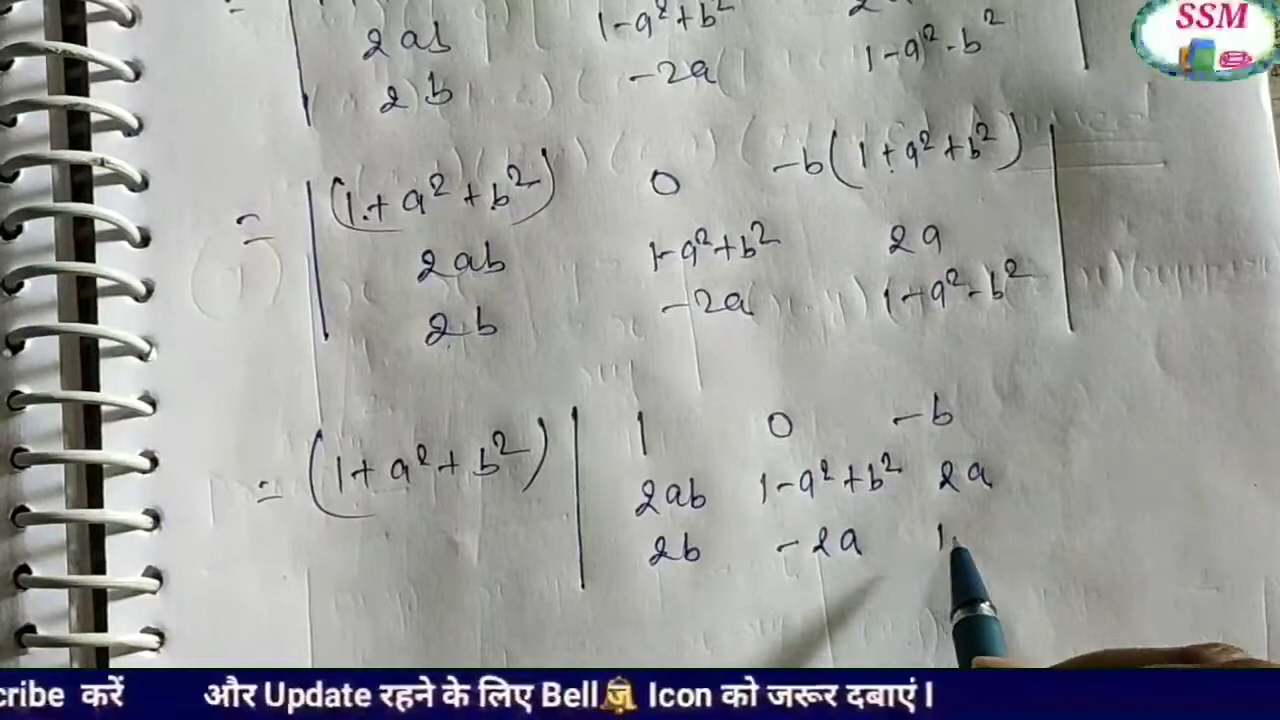 2ab 1-a²+b²
2b -2a 1-a²-b²
SSM
= | (1+a²+b²) 0 -b(1+a²+b²) |
2ab 1-a²+b² 2a
2b -2a 1-a²-b²
= (1+a²+b²) | 1 0 -b
2ab 1-a²+b² 2a
2b -2a 1
cribe करें और Update रहने के लिए Bell Icon को जरूर दबाएं।